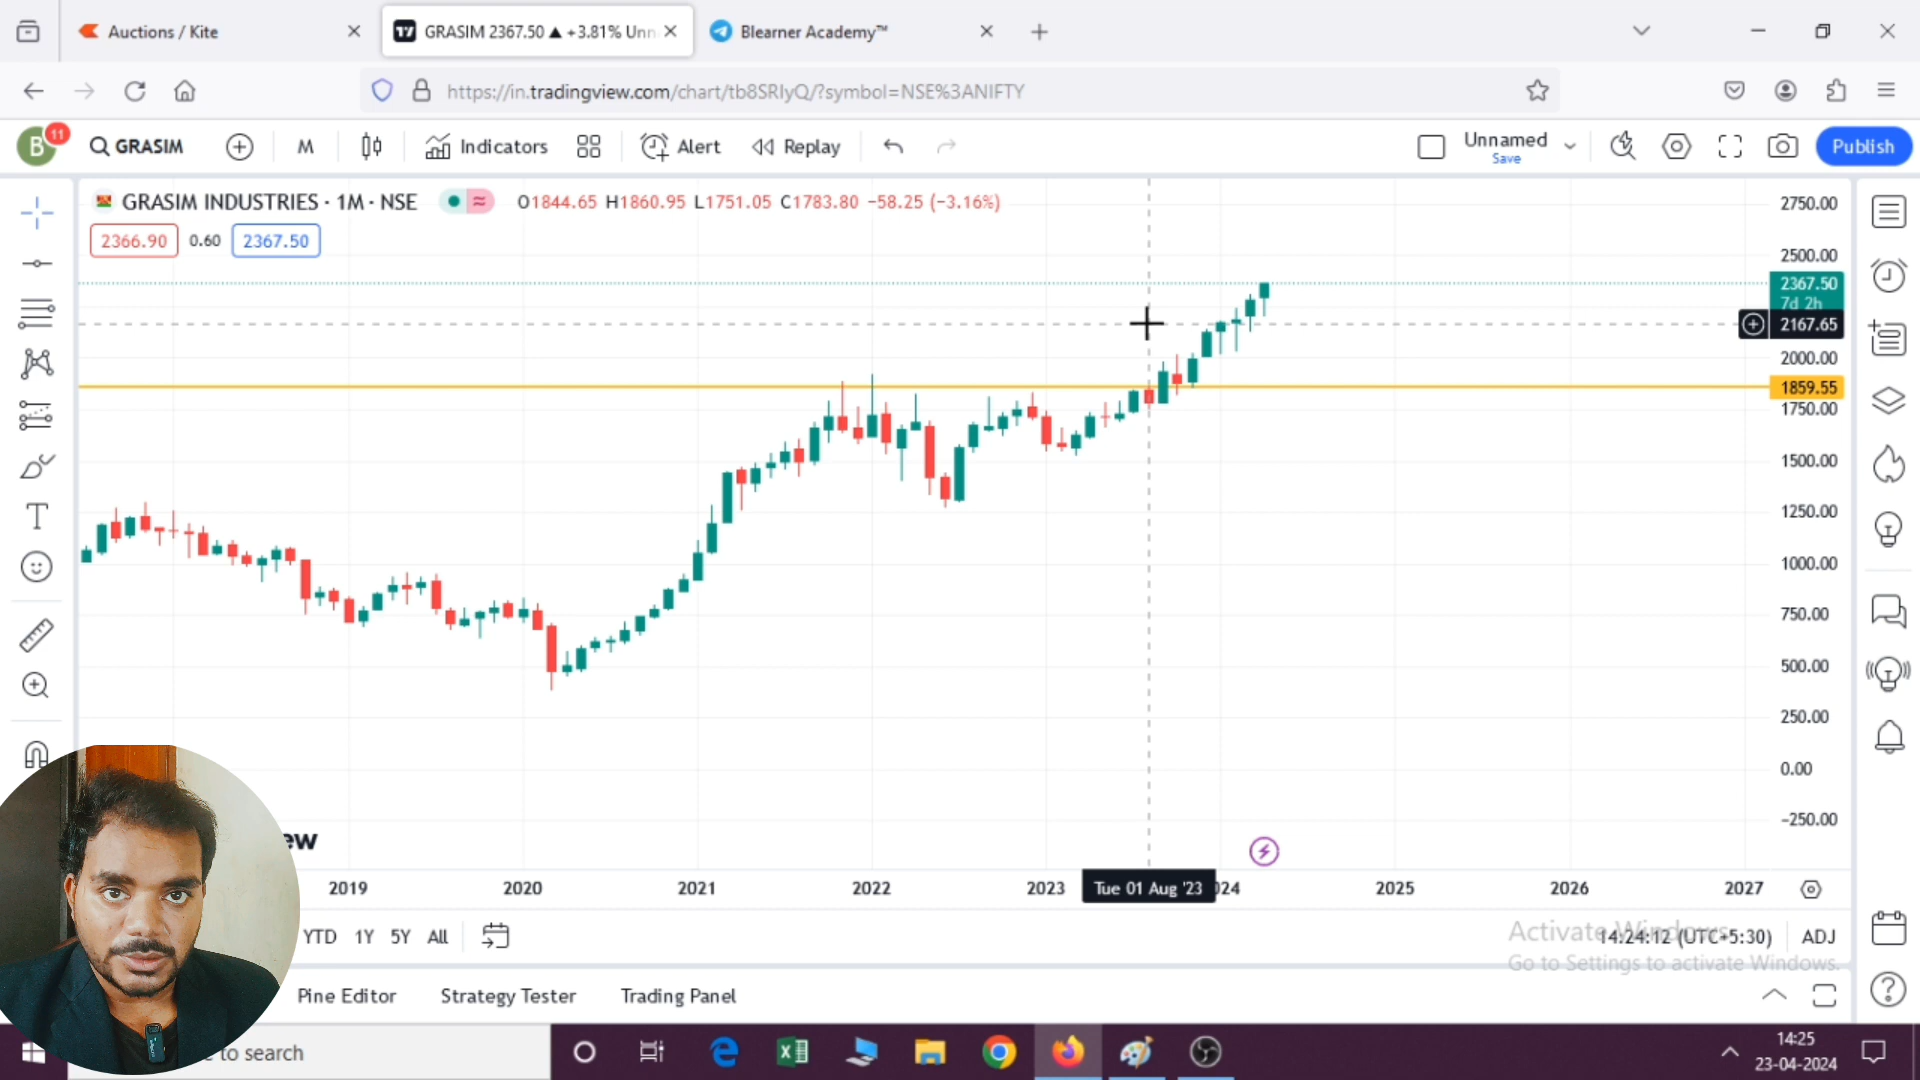 Auctions / Kite
GRASIM 2367.50 ▲ +3.81% Unn
Blearner Academy™
https://in.tradingview.com/chart/tb8SRIyQ/?symbol=NSE%3ANIFTY
B
11
GRASIM
M
Indicators
Alert
Replay
Unnamed
Save
Publish
GRASIM INDUSTRIES · 1M · NSE
O1844.65 H1860.95 L1751.05 C1783.80 −58.25 (−3.16%)
2366.90
0.60
2367.50
2750.00
2500.00
2367.50
7d 2h
2167.65
2000.00
1859.55
1750.00
1500.00
1250.00
1000.00
750.00
500.00
250.00
0.00
−250.00
ew
2019
2020
2021
2022
2023
Tue 01 Aug '23
024
2025
2026
2027
YTD
1Y
5Y
All
14:24:12 (UTC+5:30)
ADJ
Activate Windows
Go to Settings to activate Windows.
Pine Editor
Strategy Tester
Trading Panel
to search
14:25
23-04-2024